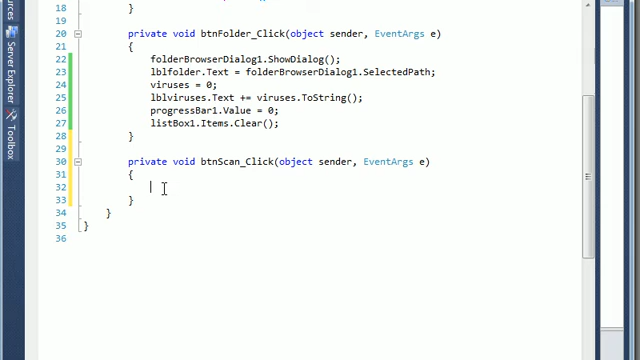 18 }
19
20 private void btnFolder_Click(object sender, EventArgs e)
21 {
22 folderBrowserDialog1.ShowDialog();
23 lblfolder.Text = folderBrowserDialog1.SelectedPath;
24 viruses = 0;
25 lblviruses.Text += viruses.ToString();
26 progressBar1.Value = 0;
27 listBox1.Items.Clear();
28 }
29
30 private void btnScan_Click(object sender, EventArgs e)
31 {
32
33 }
34 }
35 }
36
Server Explorer
Toolbox